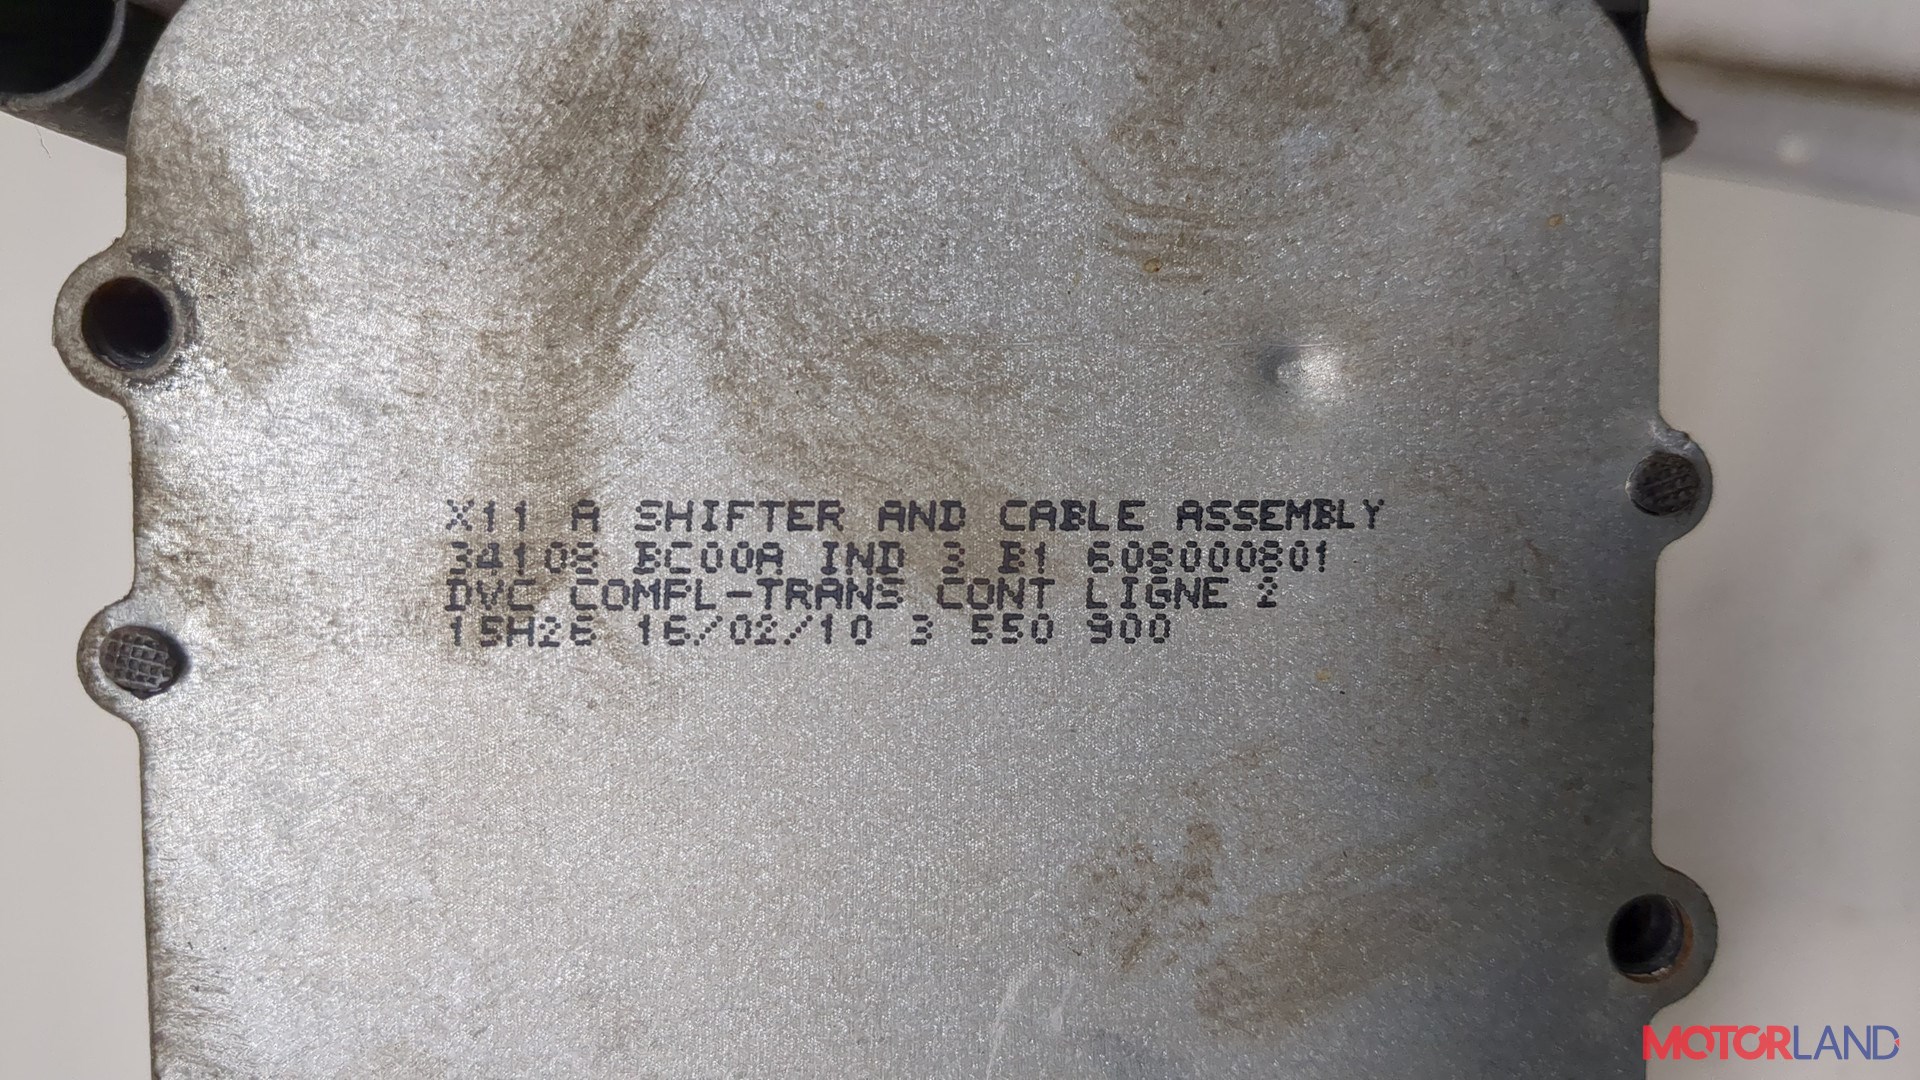 X11 A SHIFTER AND CABLE ASSEMBLY
34108 BC00A IND 3 B1 608000801
DVC COMPL-TRANS CONT LIGNE 2
15H26 16/02/10 3 550 900
MOTORLAND